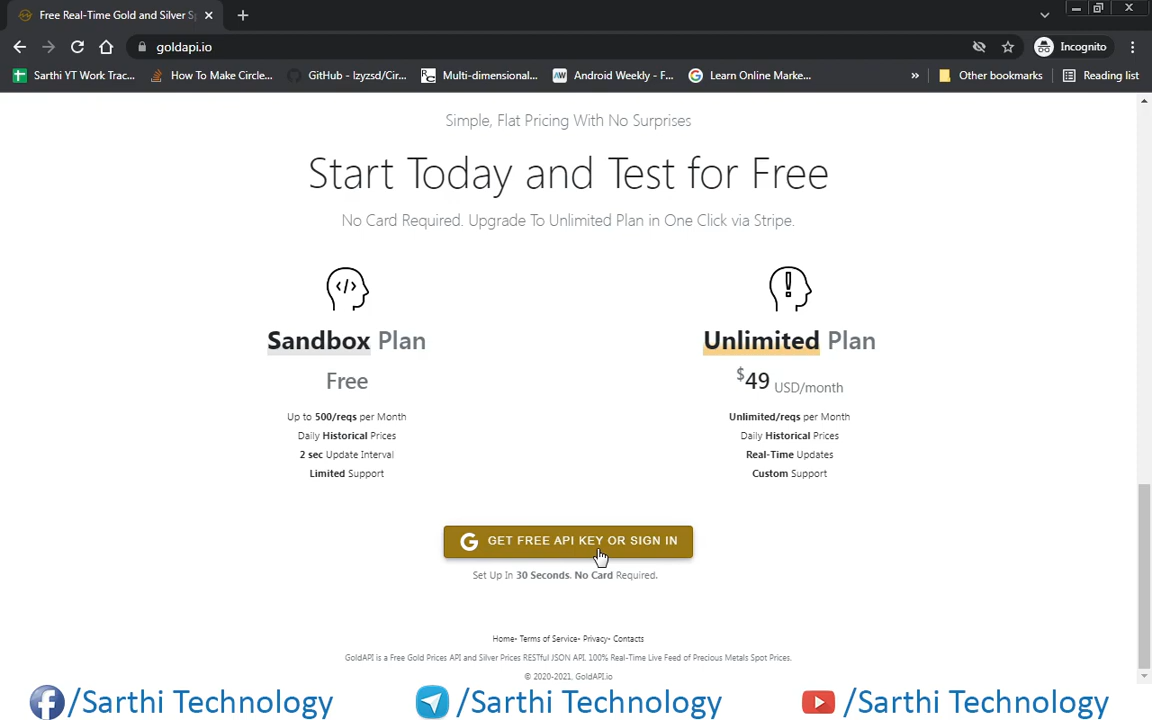 Free Real-Time Gold and Silver S
goldapi.io
Incognito
Sarthi YT Work Trac...
How To Make Circle...
GitHub - Izyzsd/Cir...
Multi-dimensional...
Android Weekly - F...
Learn Online Marke...
»
Other bookmarks
Reading list
Simple, Flat Pricing With No Surprises
Start Today and Test for Free
No Card Required. Upgrade To Unlimited Plan in One Click via Stripe.
Sandbox Plan
Free
Up to 500/reqs per Month
Daily Historical Prices
2 sec Update Interval
Limited Support
Unlimited Plan
$49 USD/month
Unlimited/reqs per Month
Daily Historical Prices
Real-Time Updates
Custom Support
G GET FREE API KEY OR SIGN IN
Set Up In 30 Seconds. No Card Required.
Home- Terms of Service- Privacy- Contacts
GoldAPI is a Free Gold Prices API and Silver Prices RESTful JSON API. 100% Real-Time Live Feed of Precious Metals Spot Prices.
© 2020-2021, GoldAPI.io
/Sarthi Technology
/Sarthi Technology
/Sarthi Technology